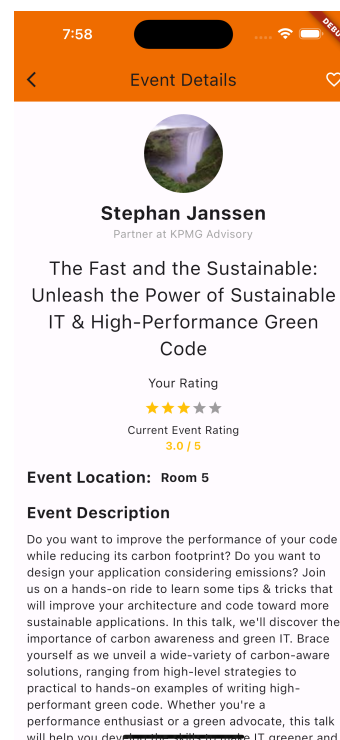 7:58
DEBU
Event Details
Stephan Janssen
Partner at KPMG Advisory
The Fast and the Sustainable:
Unleash the Power of Sustainable
IT & High-Performance Green
Code
Your Rating
Current Event Rating
3.0 / 5
Event Location: Room 5
Event Description
Do you want to improve the performance of your code
while reducing its carbon footprint? Do you want to
design your application considering emissions? Join
us on a hands-on ride to learn some tips & tricks that
will improve your architecture and code toward more
sustainable applications. In this talk, we'll discover the
importance of carbon awareness and green IT. Brace
yourself as we unveil a wide-variety of carbon-aware
solutions, ranging from high-level strategies to
practical to hands-on examples of writing high-
performant green code. Whether you're a
performance enthusiast or a green advocate, this talk
will help you IT greener and